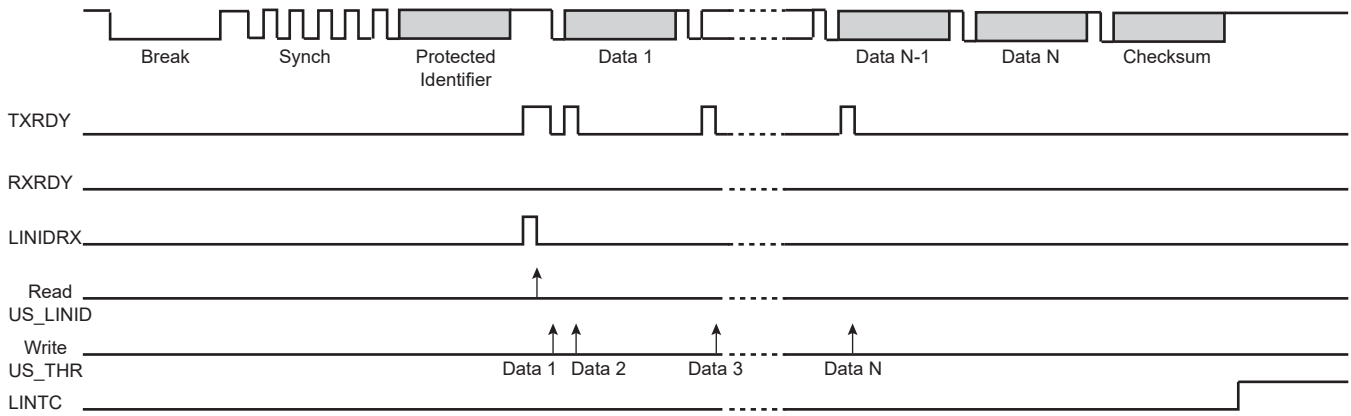 Break Synch Protected Data 1 Data N-1 Data N Checksum
Identifier
TXRDY
RXRDY
LINIDRX
Read
US_LINID
Write
US_THR Data 1 Data 2 Data 3 Data N
LINTC